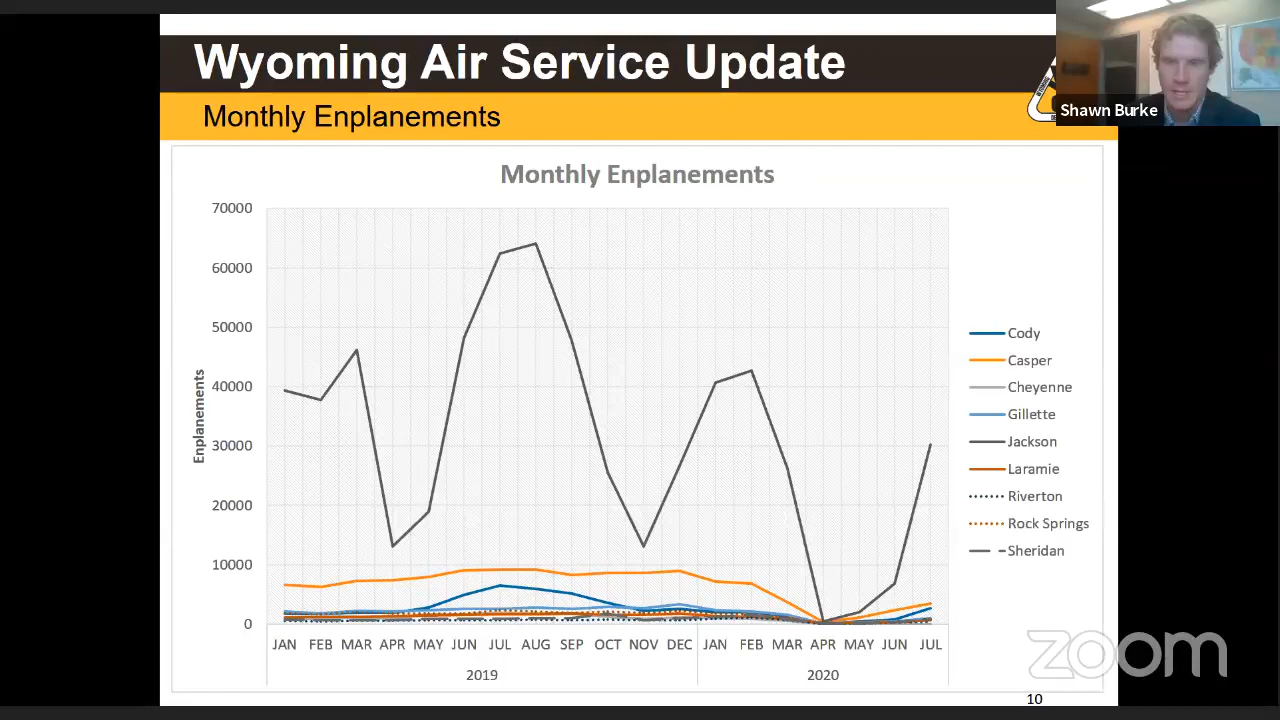 Wyoming Air Service Update
Monthly Enplanements
Shawn Burke
Monthly Enplanements
Enplanements
70000
60000
50000
40000
30000
20000
10000
0
JAN FEB MAR APR MAY JUN JUL AUG SEP OCT NOV DEC JAN FEB MAR APR MAY JUN JUL
2019 2020
Cody
Casper
Cheyenne
Gillette
Jackson
Laramie
Riverton
Rock Springs
Sheridan
zoom
10